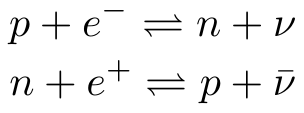 p + e⁻ ⇌ n + ν
n + e⁺ ⇌ p + ν̄